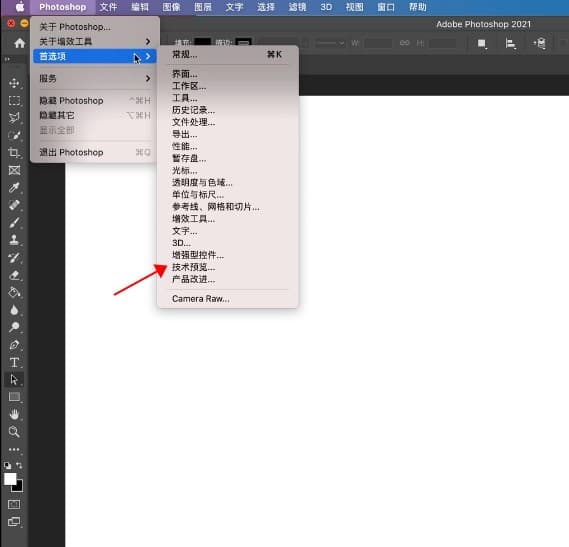 Photoshop 文件 编辑 图像 图层 文字 选择 滤镜 3D 视图 窗口 帮助
Adobe Photoshop 2021
填充: 描边: W: H:
关于 Photoshop...
关于增效工具
首选项
服务
隐藏 Photoshop ^⌘H
隐藏其它 ⌥⌘H
显示全部
退出 Photoshop ⌘Q
常规... ⌘K
界面...
工作区...
工具...
历史记录...
文件处理...
导出...
性能...
暂存盘...
光标...
透明度与色域...
单位与标尺...
参考线、网格和切片...
增效工具...
文字...
3D...
增强型控件...
技术预览...
产品改进...
Camera Raw...